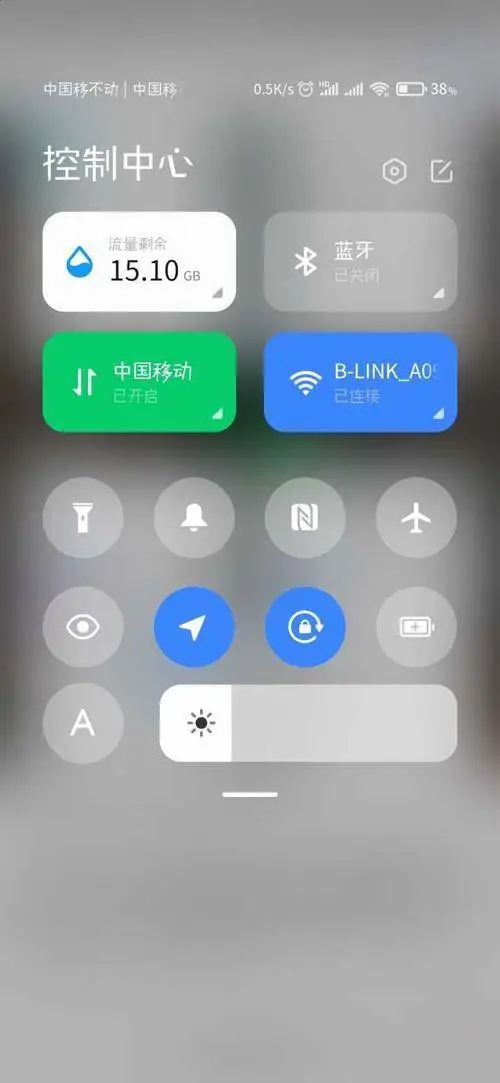 中国移不动 | 中国移
0.5K/s HD 38%
控制中心
流量剩余
15.10 GB
蓝牙
已关闭
中国移动
已开启
B-LINK_A0
已连接
A